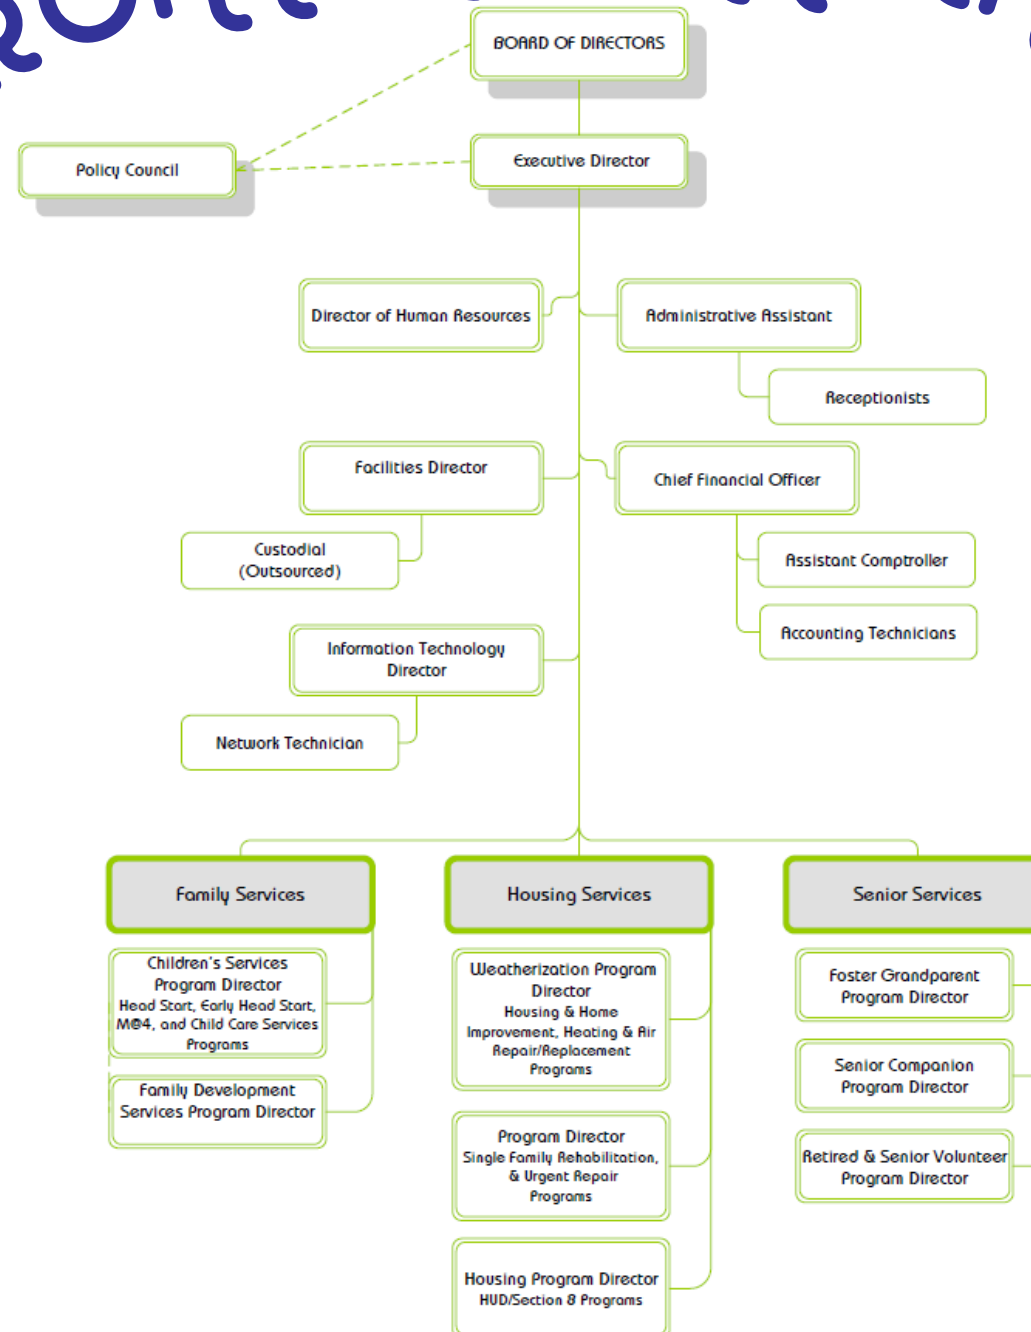 BOARD OF DIRECTORS
Policy Council
Executive Director
Director of Human Resources
Administrative Assistant
Receptionists
Facilities Director
Chief Financial Officer
Custodial
(Outsourced)
Assistant Comptroller
Accounting Technicians
Information Technology
Director
Network Technician
Family Services
Housing Services
Senior Services
Children's Services
Program Director
Head Start, Early Head Start,
M@4, and Child Care Services
Programs
Family Development
Services Program Director
Weatherization Program
Director
Housing & Home
Improvement, Heating & Air
Repair/Replacement
Programs
Program Director
Single Family Rehabilitation,
& Urgent Repair
Programs
Housing Program Director
HUD/Section 8 Programs
Foster Grandparent
Program Director
Senior Companion
Program Director
Retired & Senior Volunteer
Program Director